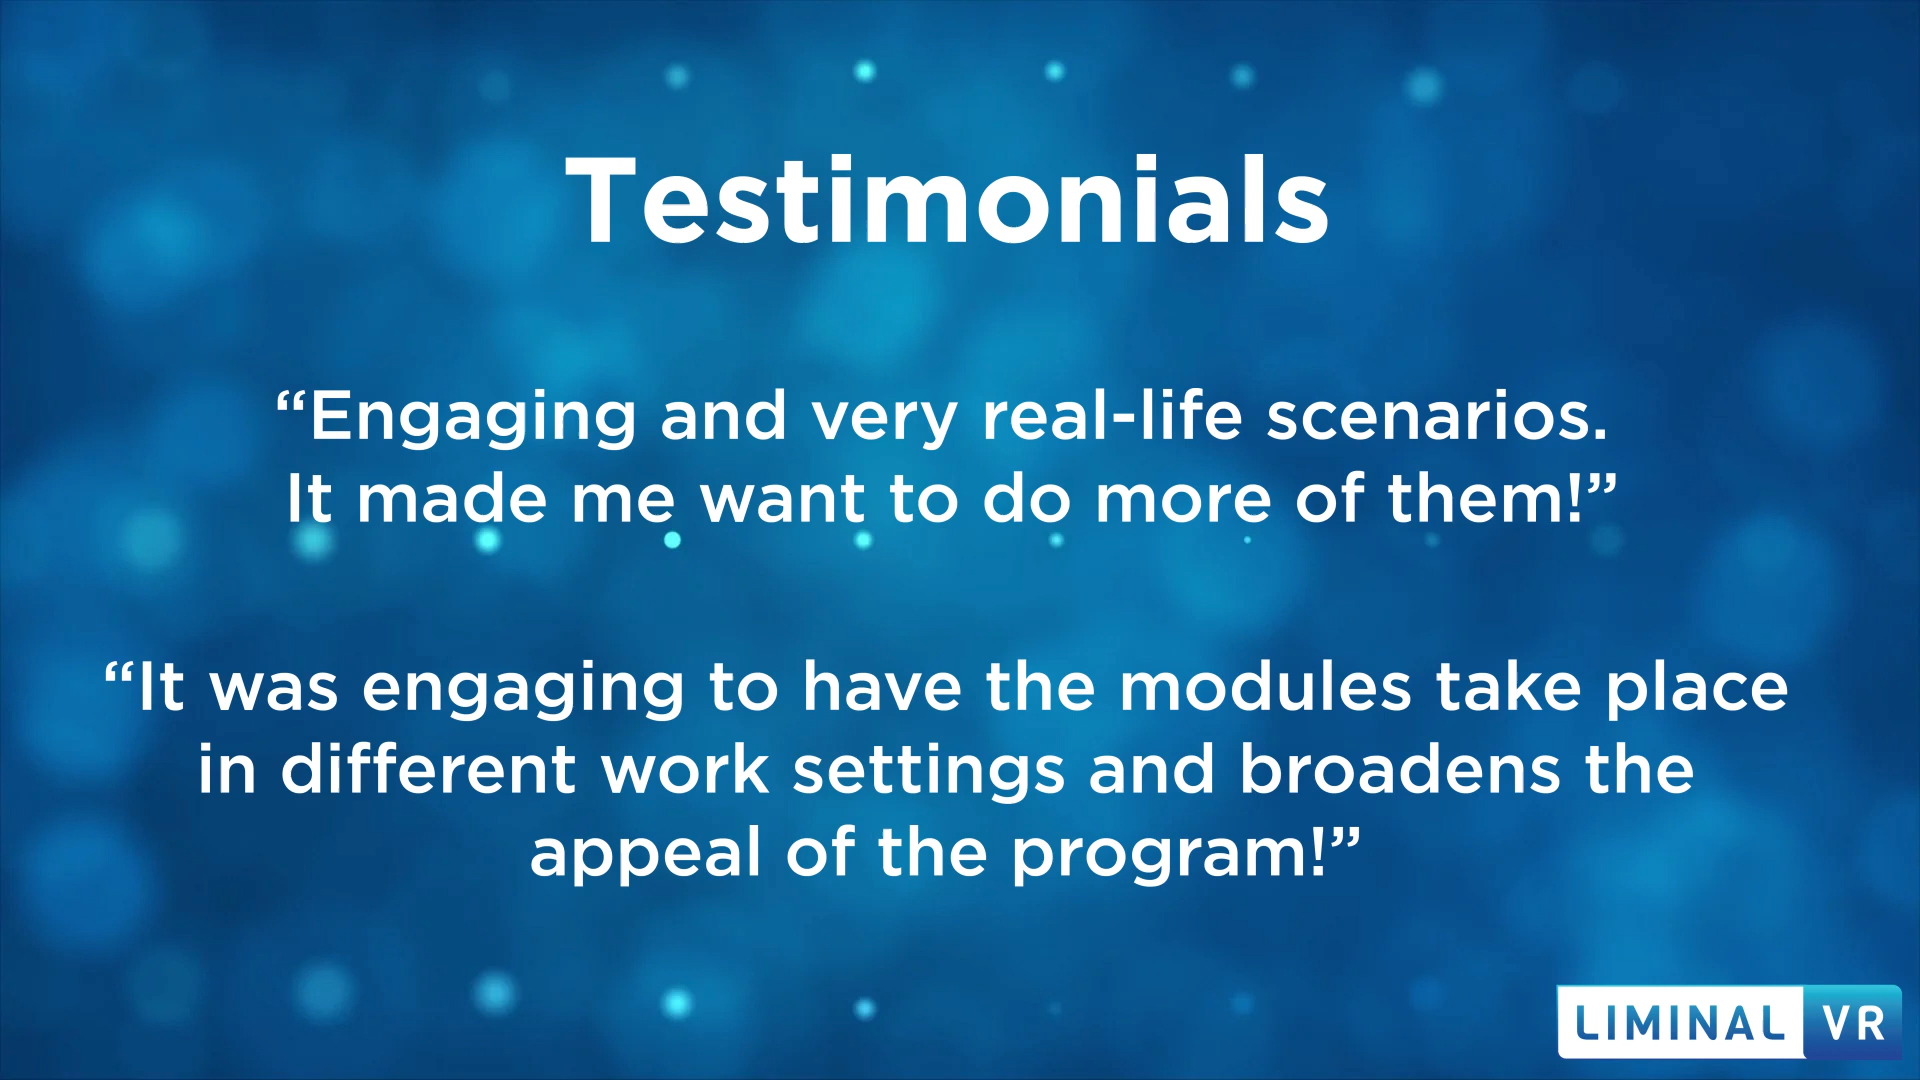 Testimonials
“Engaging and very real-life scenarios.
It made me want to do more of them!”
“It was engaging to have the modules take place
in different work settings and broadens the
appeal of the program!”
LIMINAL VR